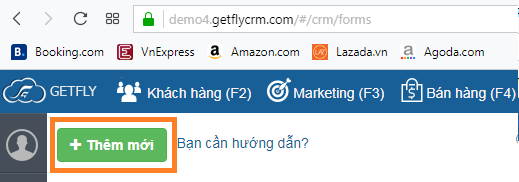 demo4.getflycrm.com/#/crm/forms
B. Booking.com E VnExpress a Amazon.com R Lazada.vn a Agoda.com
GETFLY Khách hàng (F2) Marketing (F3) Bán hàng (F4)
+ Thêm mới Bạn cần hướng dẫn?